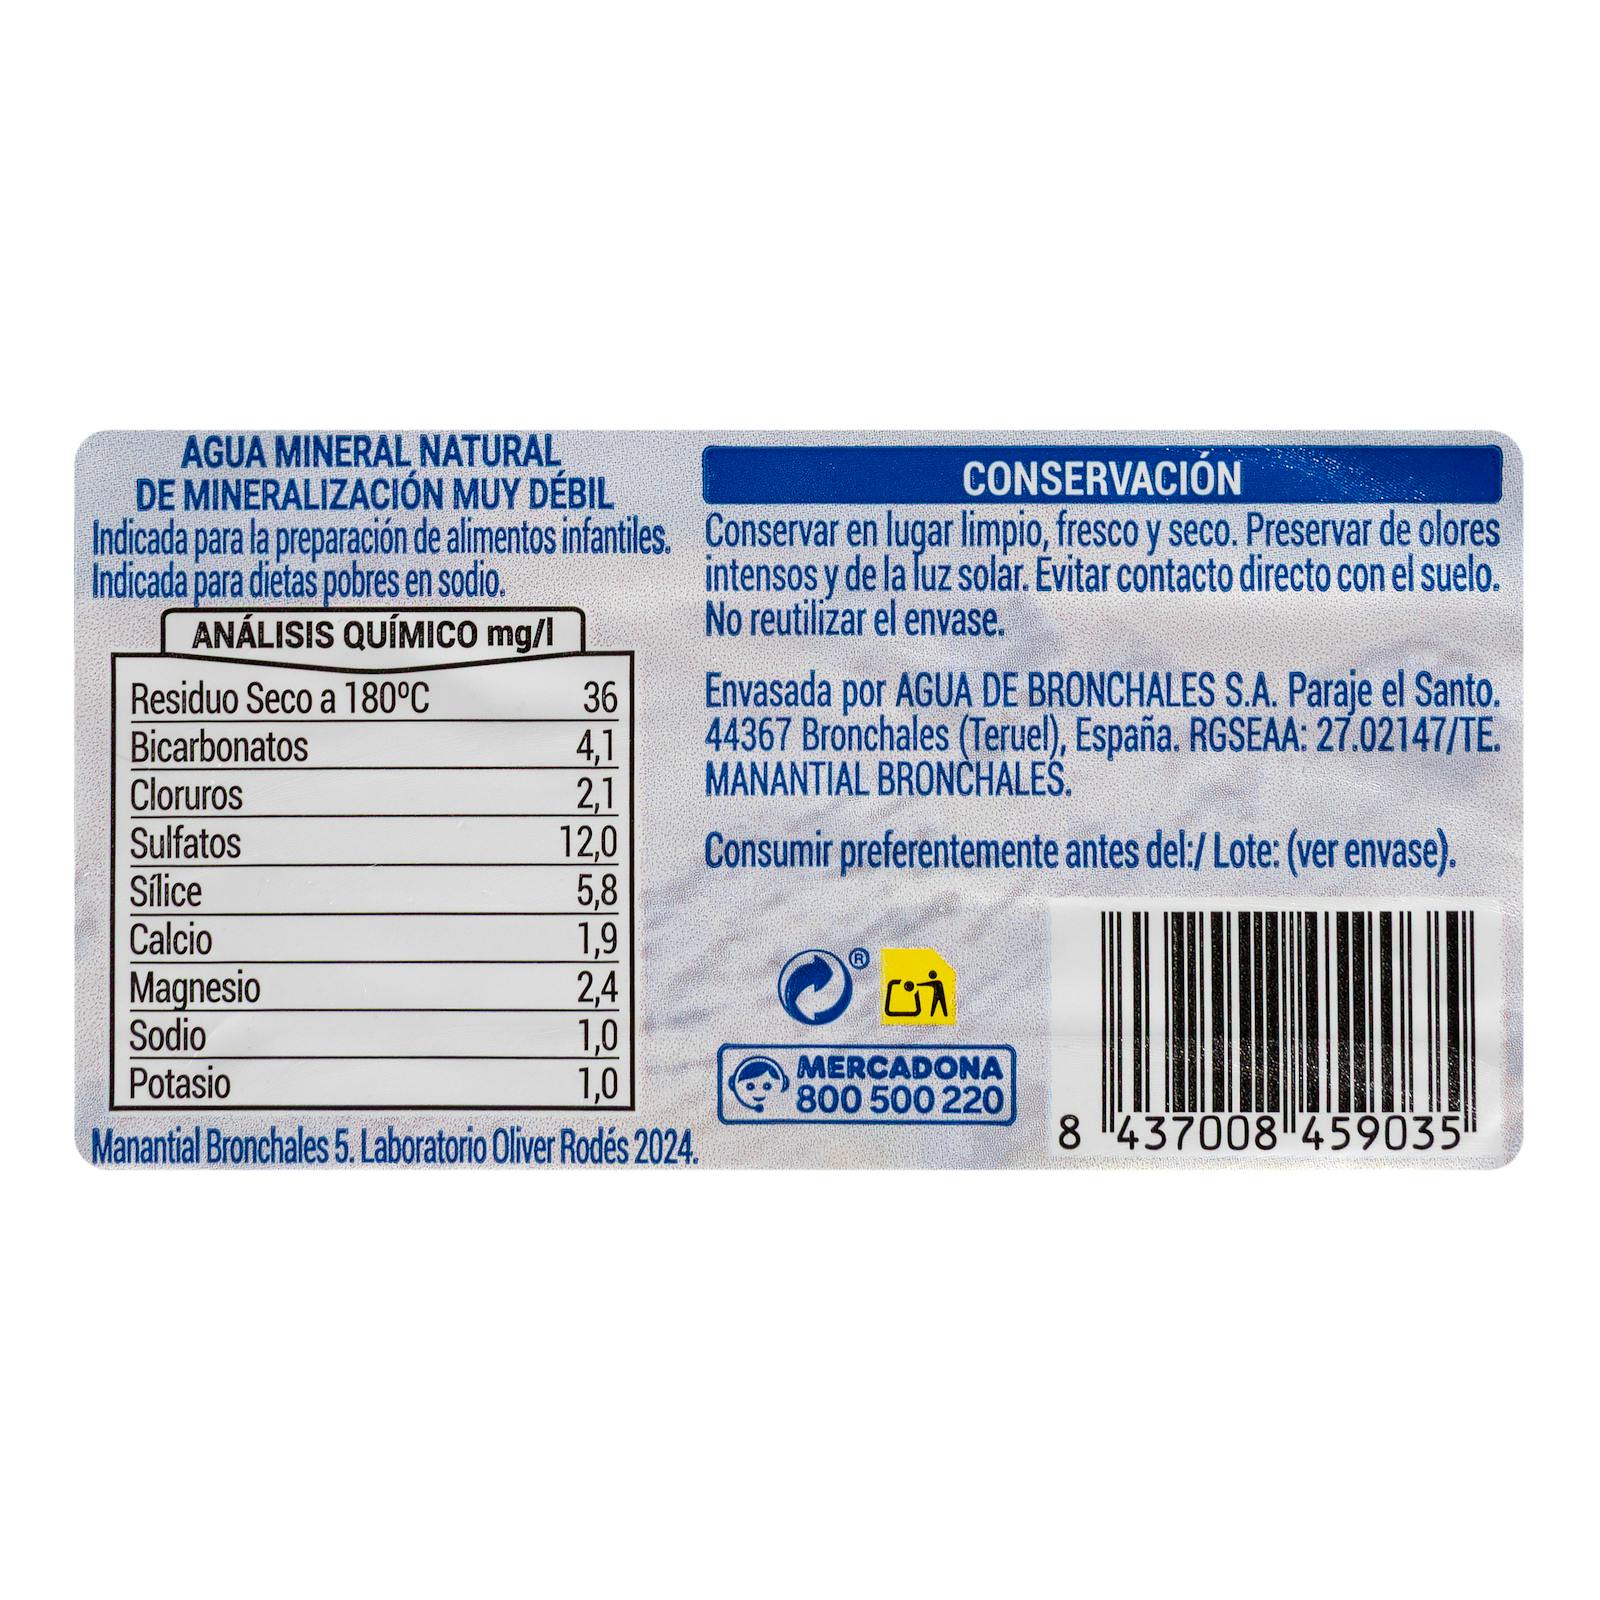 AGUA MINERAL NATURAL
DE MINERALIZACIÓN MUY DÉBIL
Indicada para la preparación de alimentos infantiles.
Indicada para dietas pobres en sodio.
ANÁLISIS QUÍMICO mg/l
Residuo Seco a 180ºC 36
Bicarbonatos 4,1
Cloruros 2,1
Sulfatos 12,0
Sílice 5,8
Calcio 1,9
Magnesio 2,4
Sodio 1,0
Potasio 1,0
Manantial Bronchales 5. Laboratorio Oliver Rodés 2024.
CONSERVACIÓN
Conservar en lugar limpio, fresco y seco. Preservar de olores
intensos y de la luz solar. Evitar contacto directo con el suelo.
No reutilizar el envase.
Envasada por AGUA DE BRONCHALES S.A. Paraje el Santo.
44367 Bronchales (Teruel), España. RGSEAA: 27.02147/TE.
MANANTIAL BRONCHALES.
Consumir preferentemente antes del:/ Lote: (ver envase).
®
MERCADONA
800 500 220
8 437008 459035